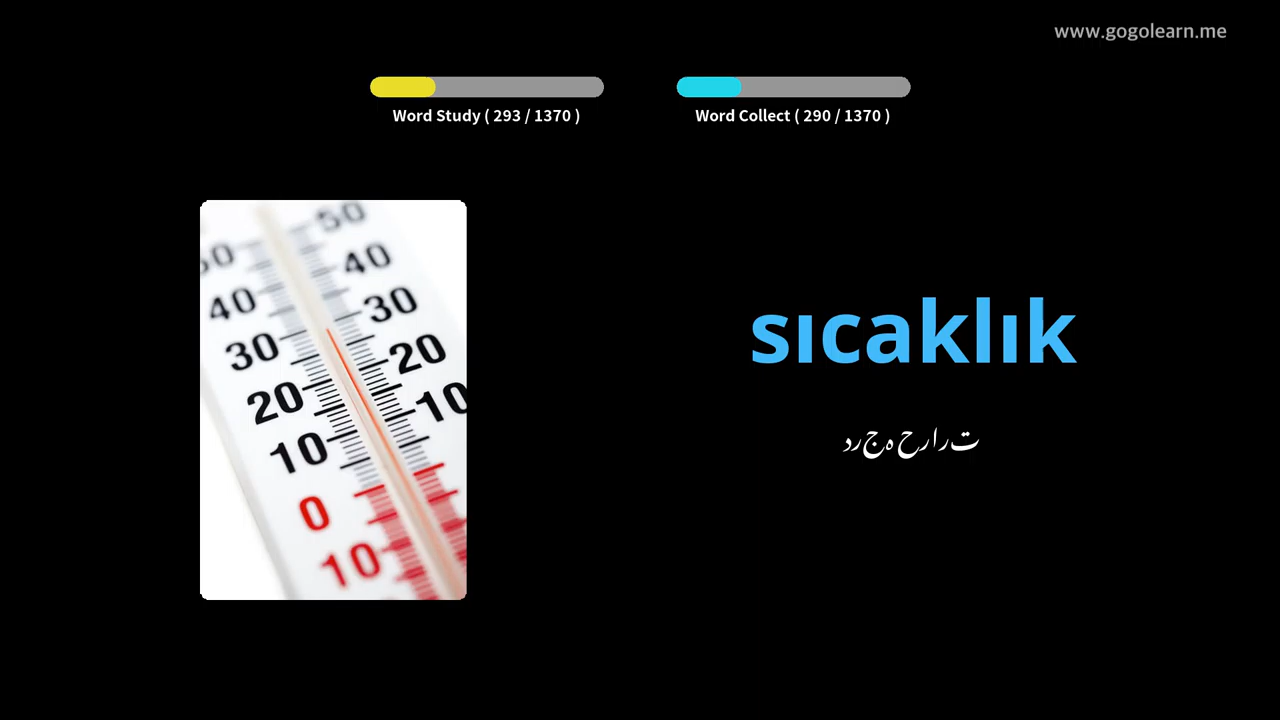 www.gogolearn.me
Word Study ( 293 / 1370 )
Word Collect ( 290 / 1370 )
50
40
30
20
10
50
40
30
20
10
0
10
sıcaklık
درجہ حرارت